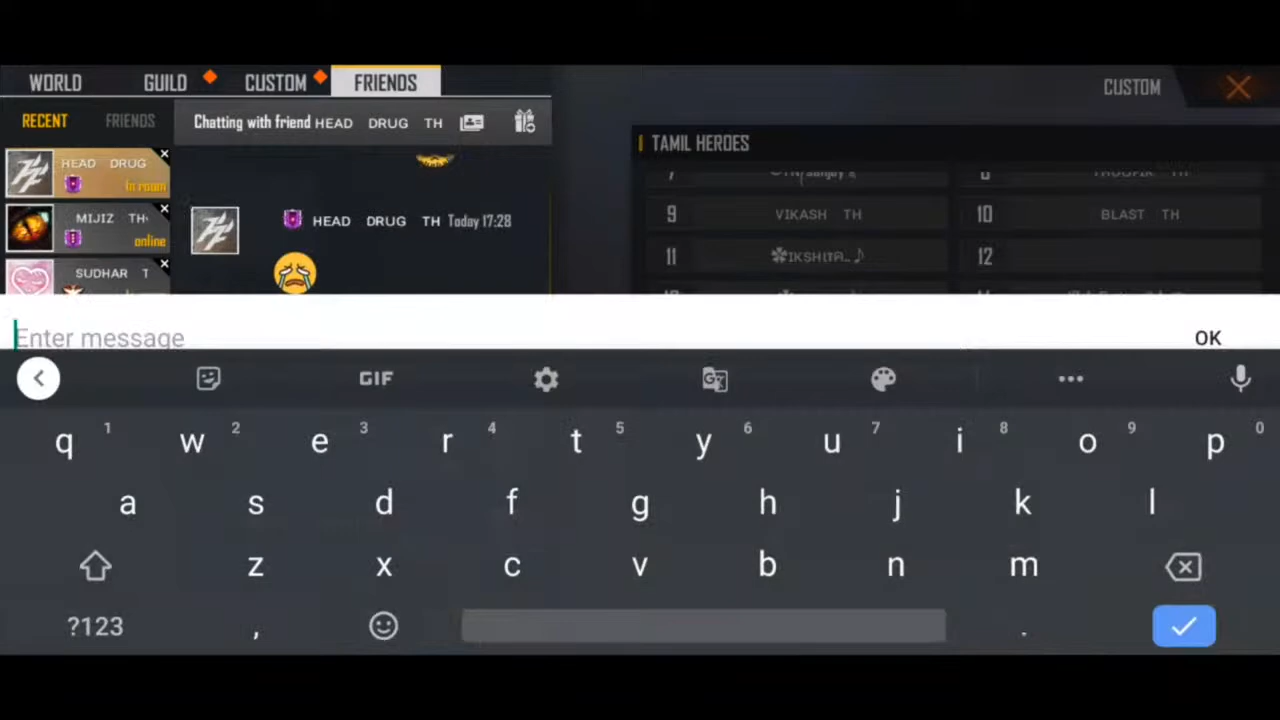 WORLD GUILD CUSTOM FRIENDS
CUSTOM
RECENT FRIENDS
Chatting with friend HEAD DRUG TH
TAMIL HEROES
HEAD DRUG
In room
7
8
9 VIKASH TH
10 BLAST TH
MIJIZ TH
online
HEAD DRUG TH Today 17:28
11
12
SUDHAR T
Enter message
OK
GIF
q 1 w 2 e 3 r 4 t 5 y 6 u 7 i 8 o 9 p 0
a s d f g h j k l
z x c v b n m
?123 , .